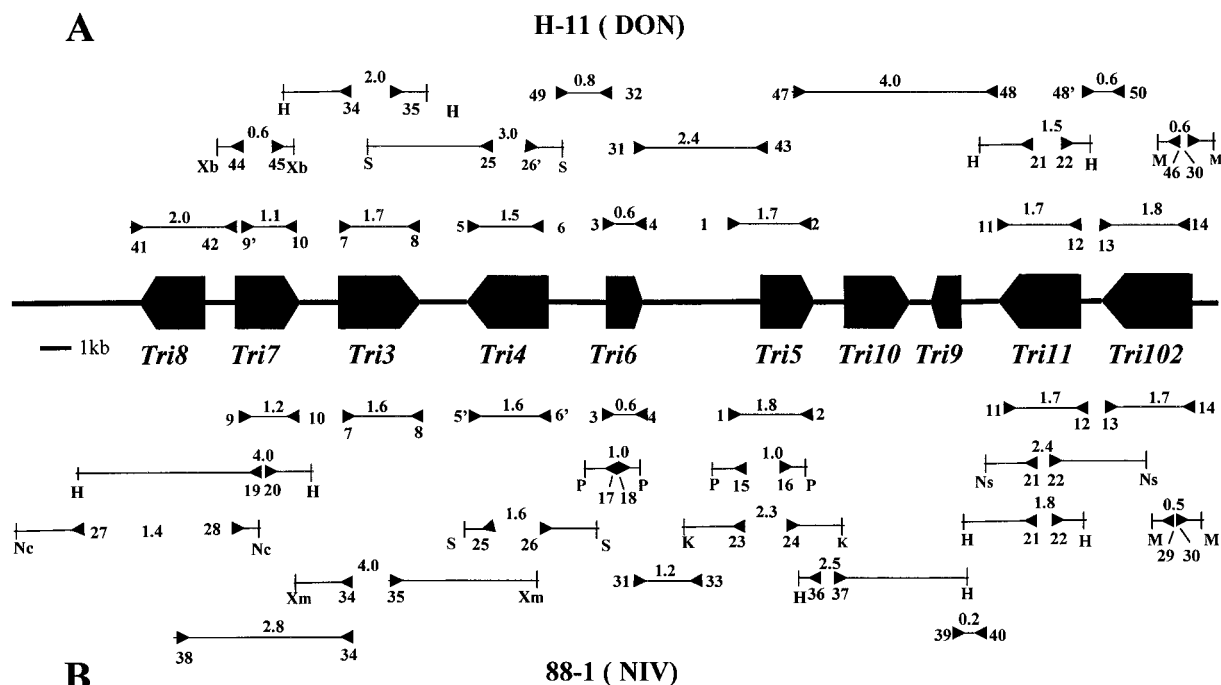 A
H-11 ( DON)
2.0
0.8
4.0
0.6
H
34
35
H
49
32
47
48
48'
50
0.6
3.0
2.4
1.5
0.6
Xb
44
45
Xb
S
25
26'
S
31
43
H
21
22
H
M
46
30
M
2.0
1.1
1.7
1.5
0.6
1.7
1.7
1.8
41
42
9'
10
7
8
5
6
3
4
1
2
11
12
13
14
1kb
Tri8
Tri7
Tri3
Tri4
Tri6
Tri5
Tri10
Tri9
Tri11
Tri102
1.2
1.6
1.6
0.6
1.8
1.7
1.7
9
10
7
8
5'
6'
3
4
1
2
11
12
13
14
4.0
1.0
1.0
2.4
H
19
20
H
P
17
18
P
P
15
16
P
Ns
21
22
Ns
1.4
1.6
2.3
1.8
0.5
Nc
27
28
Nc
S
25
26
S
K
23
24
K
H
21
22
H
M
29
30
M
4.0
1.2
2.5
Xm
34
35
Xm
31
33
H
36
37
H
2.8
0.2
38
34
39
40
B
88-1 ( NIV)